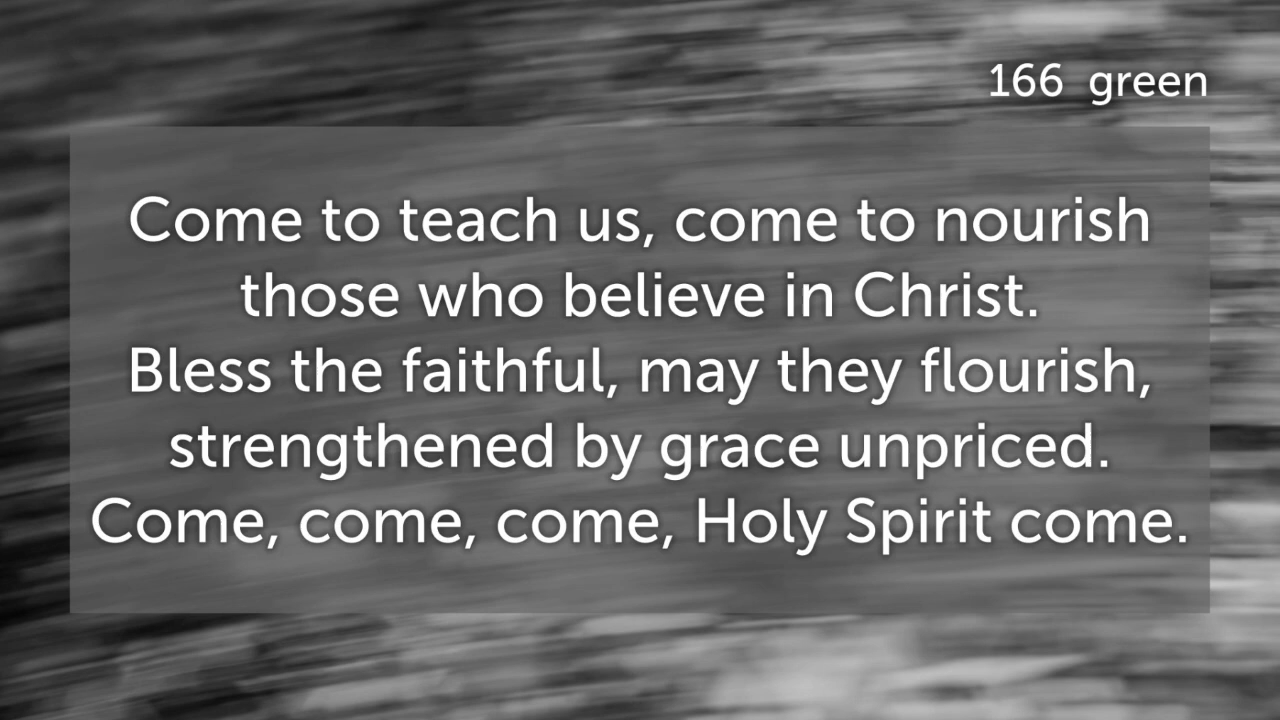 166 green
Come to teach us, come to nourish
those who believe in Christ.
Bless the faithful, may they flourish,
strengthened by grace unpriced.
Come, come, come, Holy Spirit come.